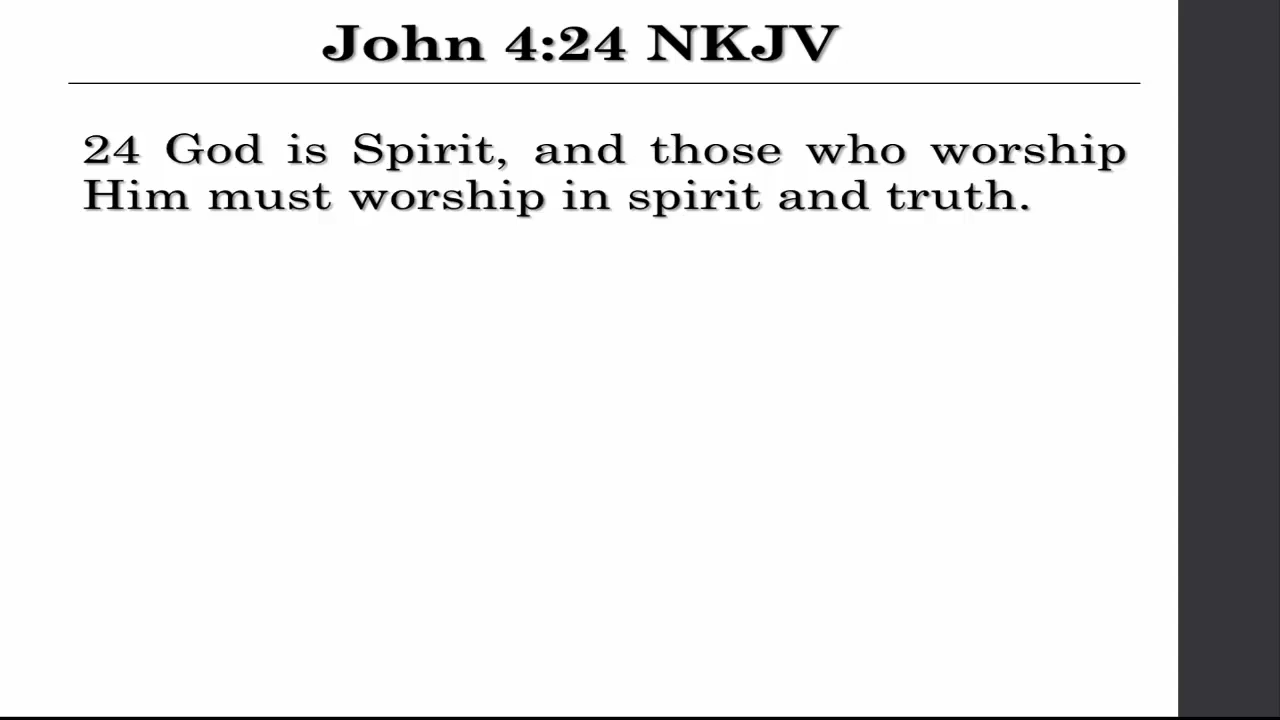 John 4:24 NKJV
24 God is Spirit, and those who worship
Him must worship in spirit and truth.